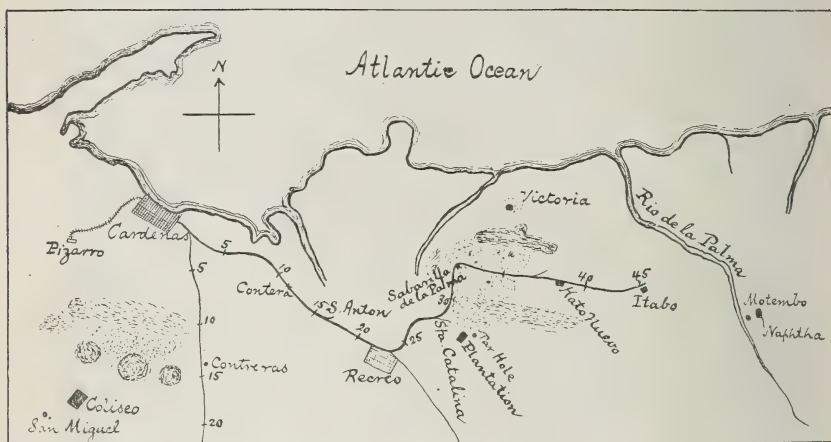 Atlantic Ocean
N
Victoria
Rio de la Palma
Cardenas
Pizarro
5
10
Contera
15
S. Anton
20
Recreo
25
30
Sabanilla
de la Palma
40
45
Hato Nuevo
Itabo
Motembo
Naphtha
Sta. Catalina
Plantation
Tar Hole
5
10
Contreras
15
Coliseo
San Miguel
20